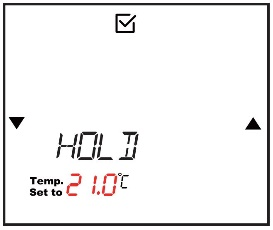 HOLD
Temp.
Set to 21.0°C